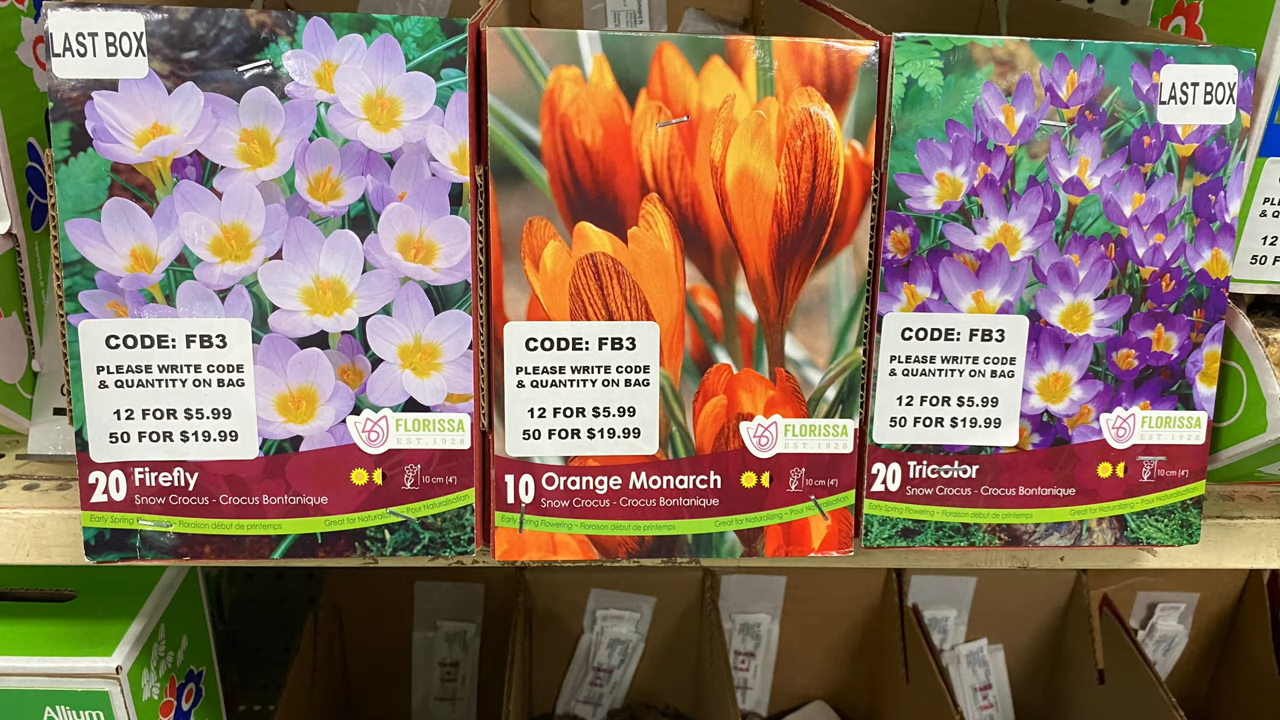 LAST BOX
CODE: FB3
PLEASE WRITE CODE
& QUANTITY ON BAG
12 FOR $5.99
50 FOR $19.99
FLORISSA
EST. 1928
20 Firefly
10 cm (4")
Snow Crocus - Crocus Bontanique
Early Spring Flowering ~ Floraison début de printemps
Great for Naturalizing ~ Pour Naturalisation
CODE: FB3
PLEASE WRITE CODE
& QUANTITY ON BAG
12 FOR $5.99
50 FOR $19.99
FLORISSA
EST. 1928
10 Orange Monarch
10 cm (4")
Snow Crocus - Crocus Bontanique
Early Spring Flowering ~ Floraison début de printemps
Great for Naturalizing ~ Pour Naturalisation
LAST BOX
CODE: FB3
PLEASE WRITE CODE
& QUANTITY ON BAG
12 FOR $5.99
50 FOR $19.99
FLORISSA
EST. 1928
20 Tricolor
10 cm (4")
Snow Crocus - Crocus Bontanique
Early Spring Flowering ~ Floraison début de printemps
Great for Naturalizing ~ Pour Naturalisation
12
50 F
Allium